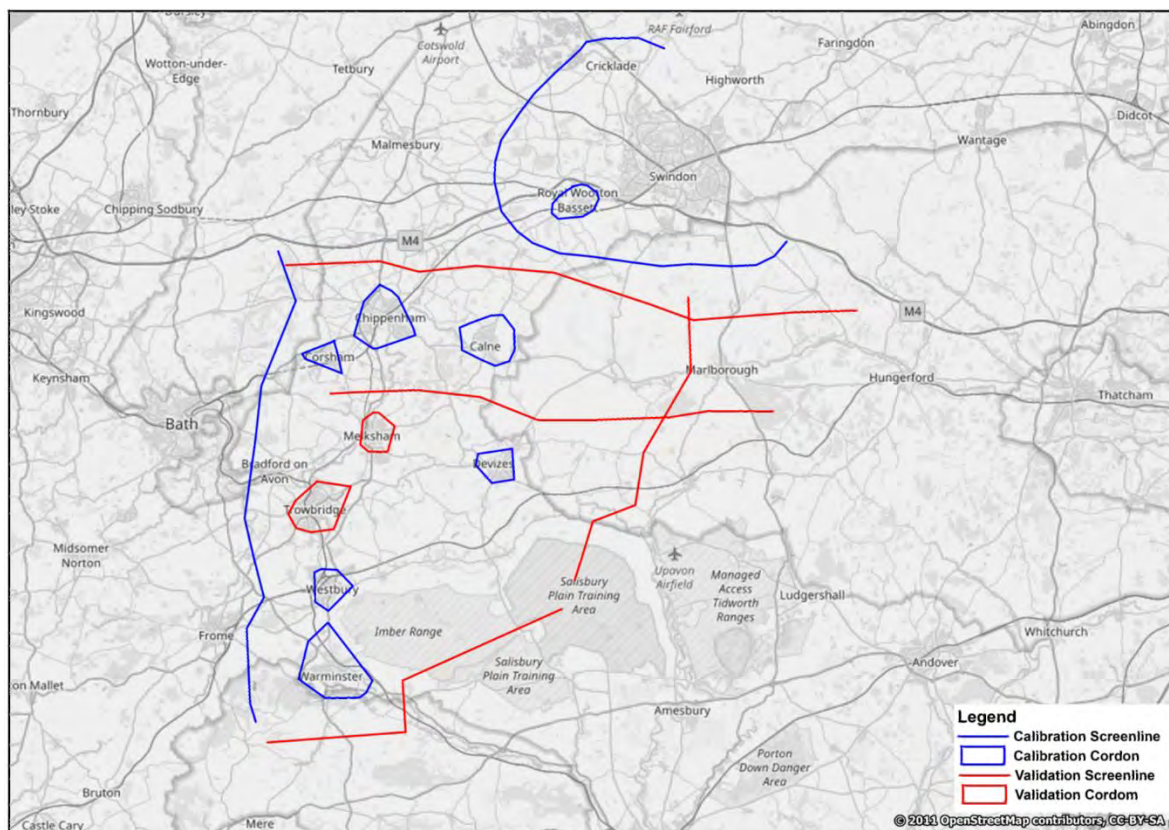 Dursley
RAF Fairford
Abingdon
Cotswold
Airport
Faringdon
Wotton-under-
Edge
Tetbury
Cricklade
Highworth
Thornbury
Didcot
Malmesbury
Wantage
Swindon
Royal Wootton
Bassett
ley-Stoke
Chipping Sodbury
M4
Kingswood
M4
Chippenham
Calne
Corsham
Keynsham
Marlborough
Hungerford
Thatcham
Bath
Melksham
Bradford on
Avon
Devizes
Trowbridge
Midsomer
Norton
Upavon
Airfield
Salisbury
Plain Training
Area
Managed
Access
Tidworth
Ranges
Westbury
Ludgershall
Frome
Imber Range
Whitchurch
Salisbury
Plain Training
Area
Andover
Warminster
on Mallet
Amesbury
Porton
Down Danger
Area
Bruton
Castle Cary
Mere
Legend
Calibration Screenline
Calibration Cordon
Validation Screenline
Validation Cordom
© 2011 OpenStreetMap contributors, CC-BY-SA